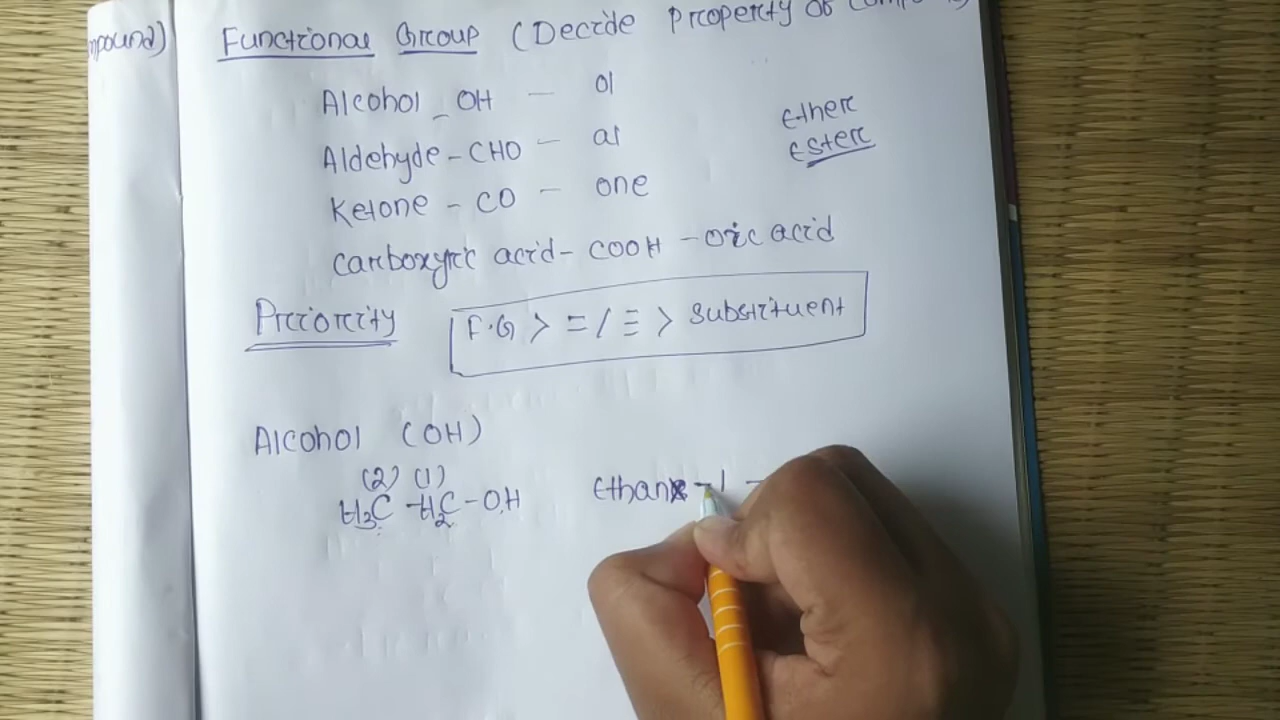 mpound) Functional Group (Decide Property of
Alcohol - OH - ol
Aldehyde - CHO - al
Ketone - CO - one
Carboxylic acid - COOH - oic acid
Ether
Ester
Priority F.G > = / ≡ > Substituent
Alcohol (OH)
(2) (1)
H3C - H2C - OH Ethan - 1 -